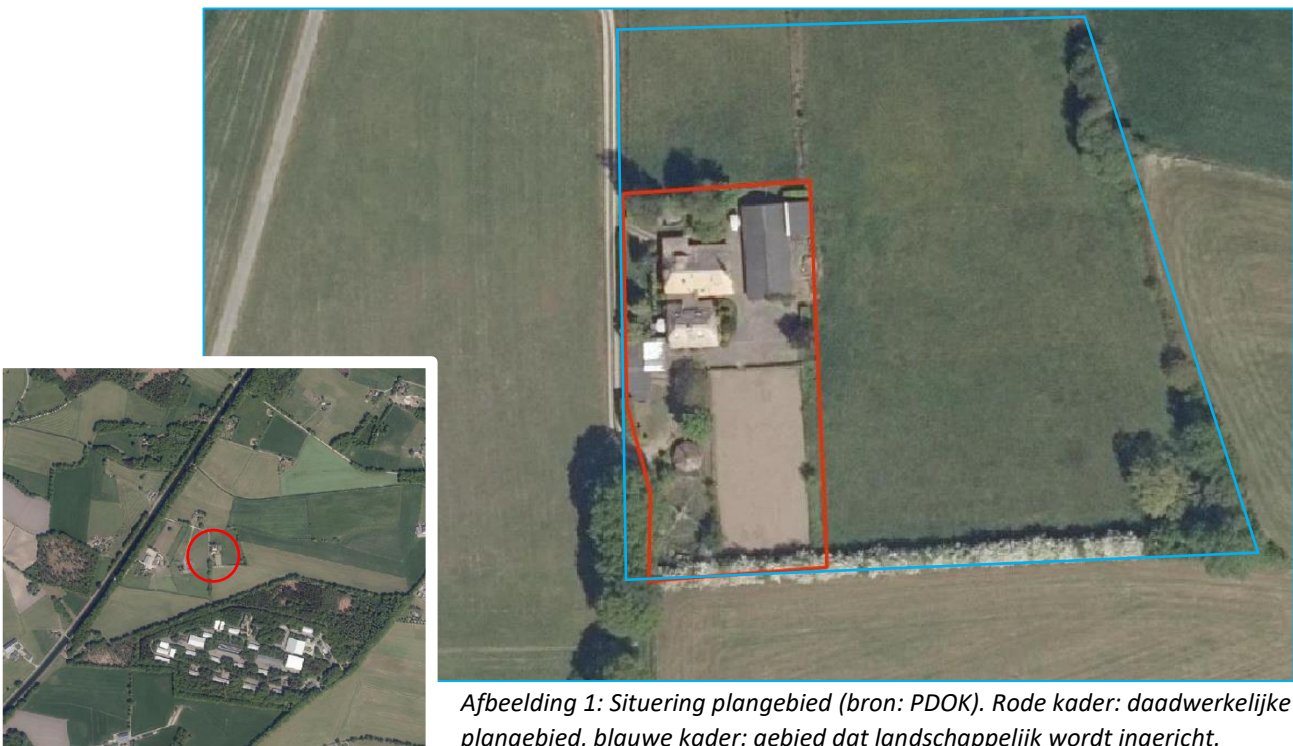 Afbeelding 1: Situering plangebied (bron: PDOK). Rode kader: daadwerkelijke
plangebied, blauwe kader: gebied dat landschappelijk wordt ingericht.